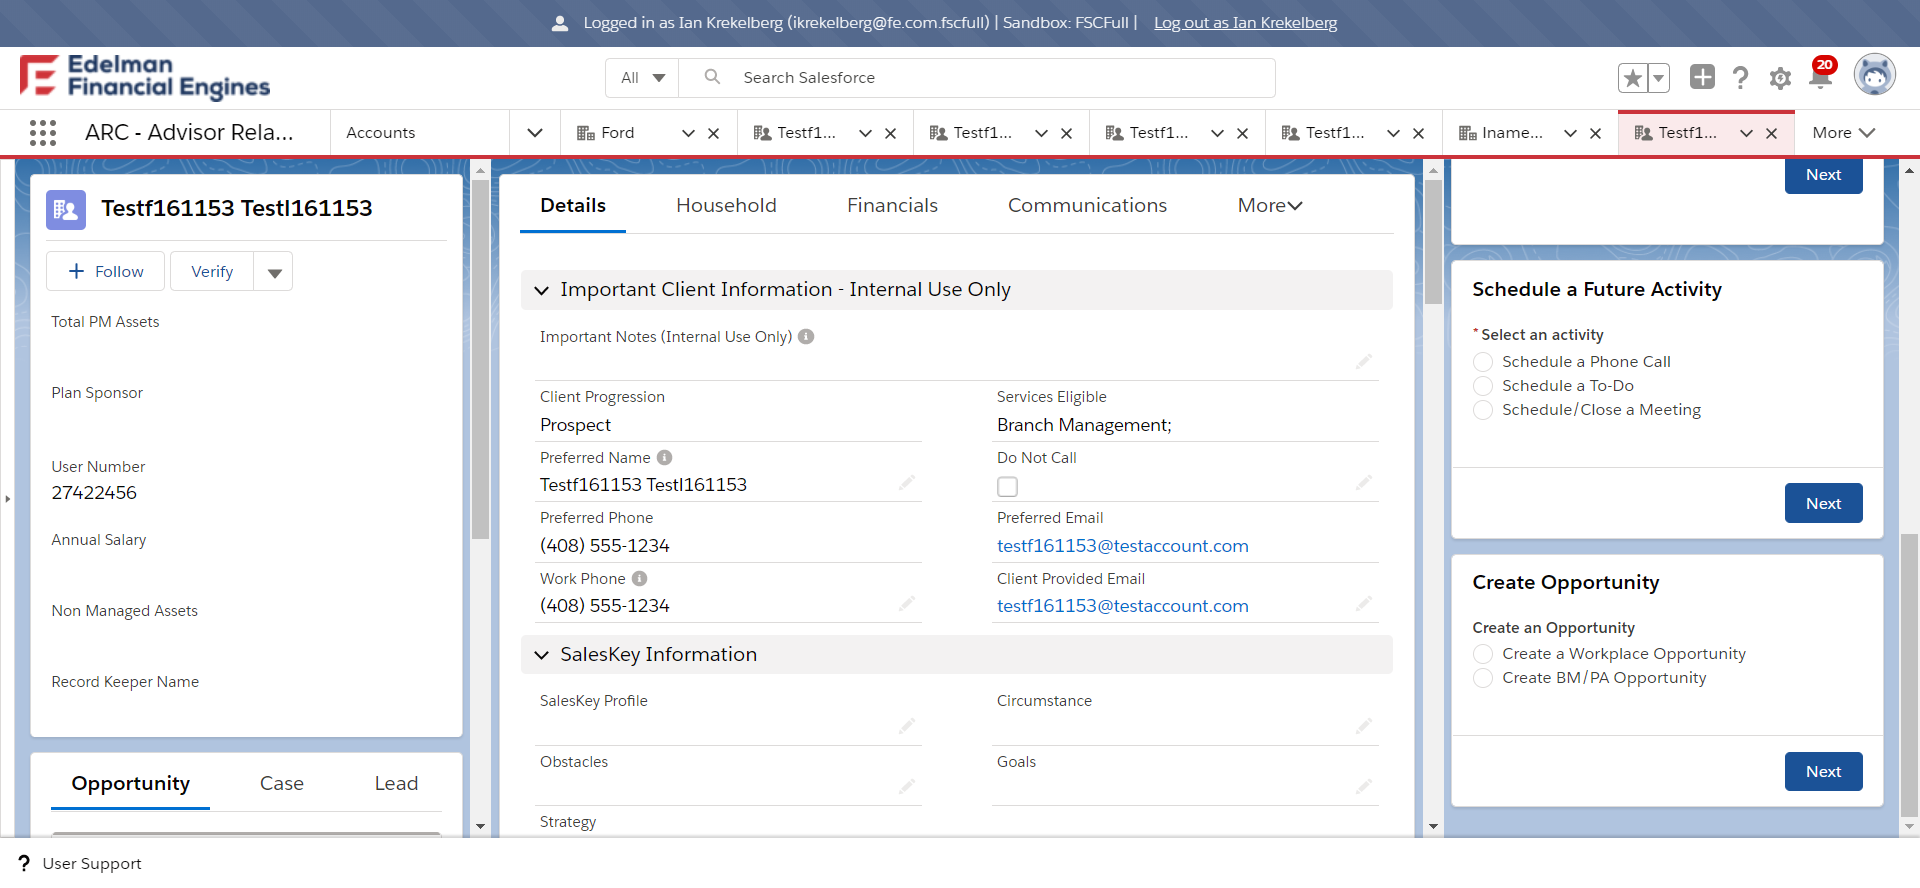 Logged in as Ian Krekelberg (ikrekelberg@fe.com.fscfull) | Sandbox: FSCFull | Log out as Ian Krekelberg
Edelman
Financial Engines
All
Search Salesforce
20
ARC - Advisor Rela...
Accounts
Ford
Testf1...
Testf1...
Testf1...
Testf1...
Iname...
Testf1...
More
Testf161153 Testl161153
Follow
Verify
Total PM Assets
Plan Sponsor
User Number
27422456
Annual Salary
Non Managed Assets
Record Keeper Name
Opportunity
Case
Lead
Details
Household
Financials
Communications
More
Important Client Information - Internal Use Only
Important Notes (Internal Use Only)
Client Progression
Prospect
Services Eligible
Branch Management;
Preferred Name
Testf161153 Testl161153
Do Not Call
Preferred Phone
(408) 555-1234
Preferred Email
testf161153@testaccount.com
Work Phone
(408) 555-1234
Client Provided Email
testf161153@testaccount.com
SalesKey Information
SalesKey Profile
Circumstance
Obstacles
Goals
Strategy
Next
Schedule a Future Activity
*Select an activity
Schedule a Phone Call
Schedule a To-Do
Schedule/Close a Meeting
Next
Create Opportunity
Create an Opportunity
Create a Workplace Opportunity
Create BM/PA Opportunity
Next
? User Support